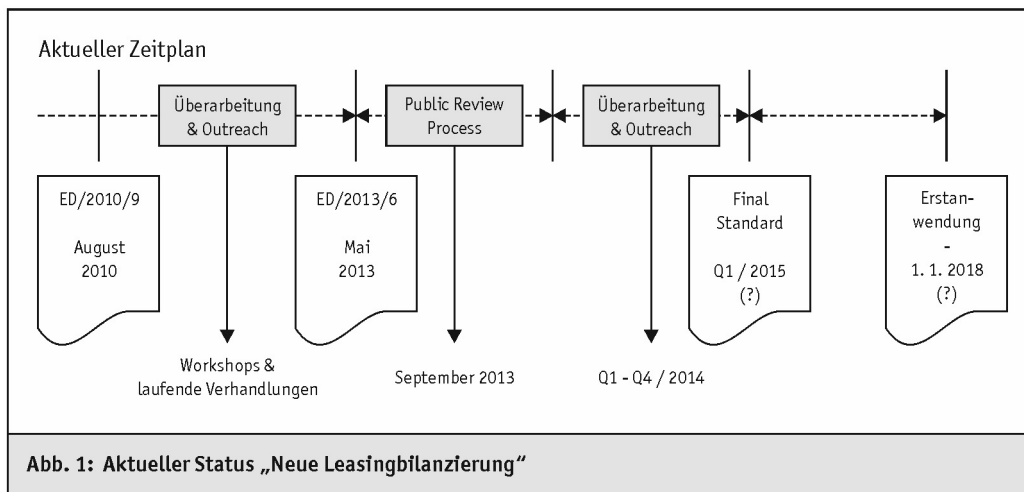 Aktueller Zeitplan
Überarbeitung
& Outreach
Public Review
Process
Überarbeitung
& Outreach
ED/2010/9
August
2010
ED/2013/6
Mai
2013
Final
Standard
Q1 / 2015
(?)
Erstan-
wendung
-
1. 1. 2018
(?)
Workshops &
laufende Verhandlungen
September 2013
Q1 - Q4 / 2014
Abb. 1: Aktueller Status „Neue Leasingbilanzierung“